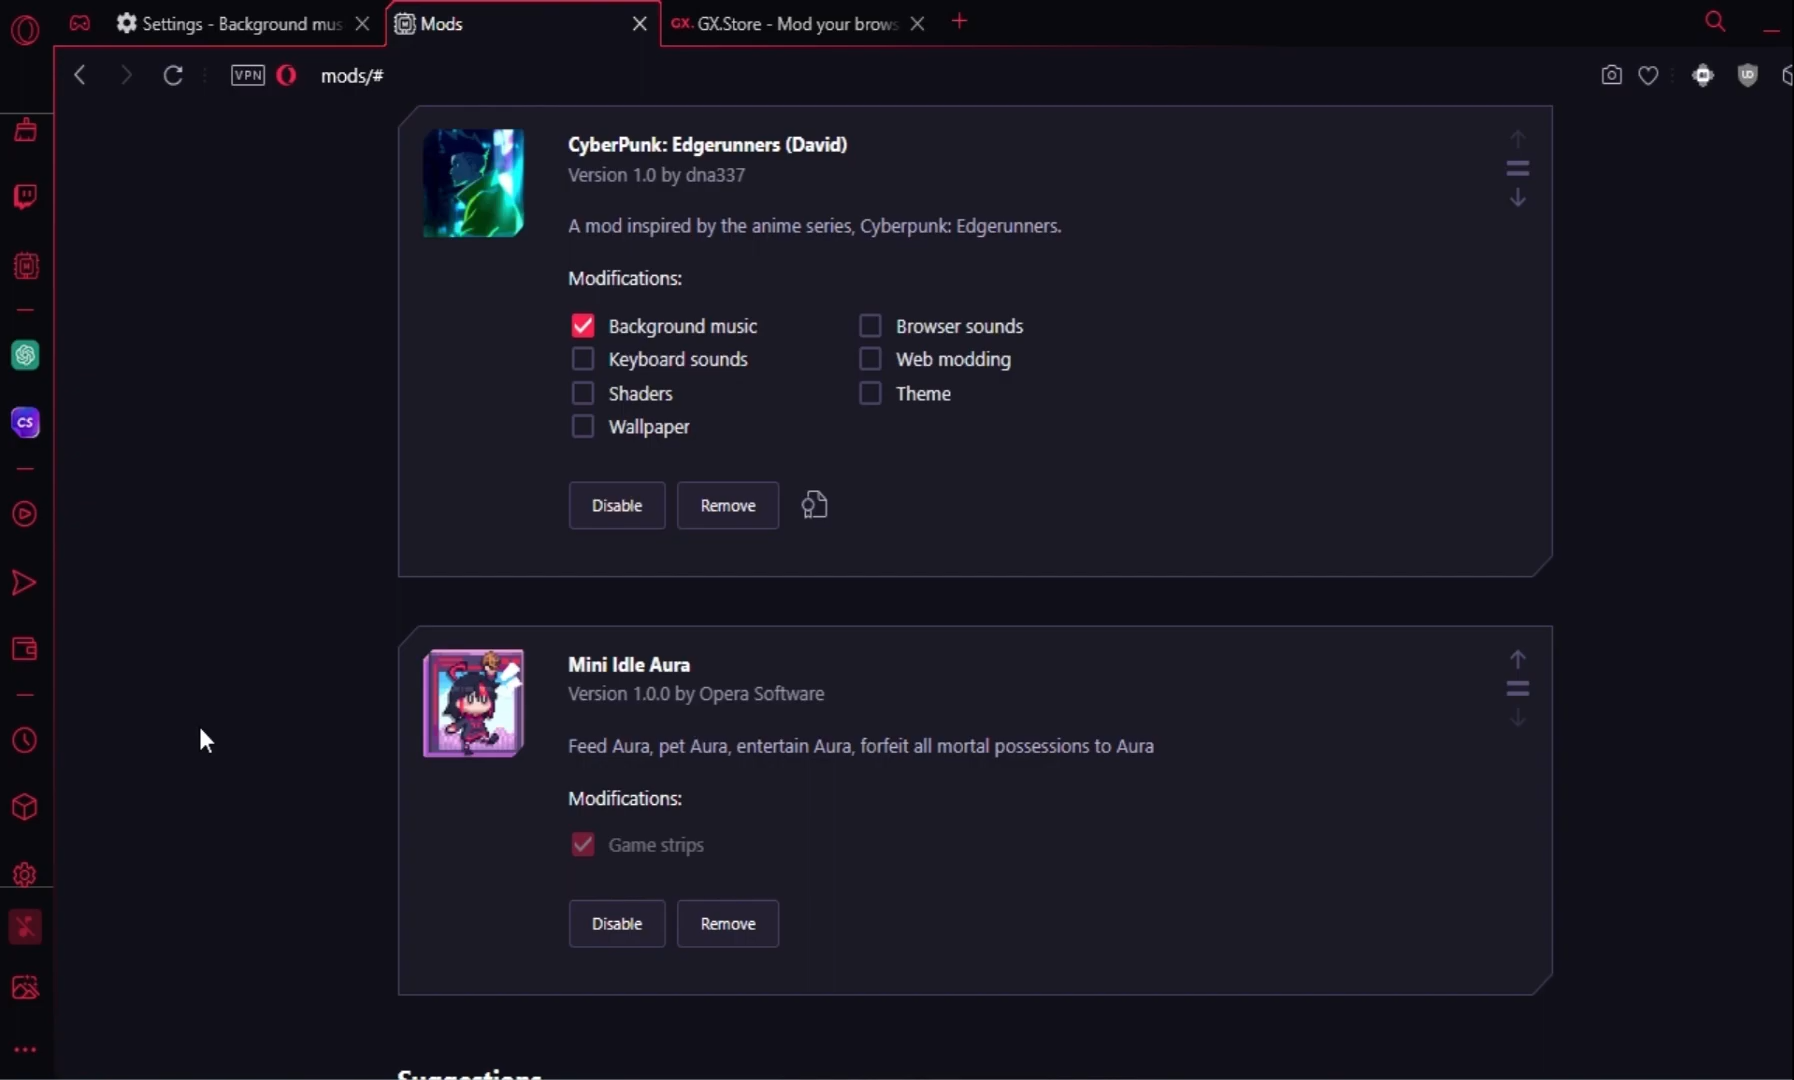 Settings - Background mus
Mods
GX. GX.Store - Mod your brows
VPN
mods/#
CyberPunk: Edgerunners (David)
Version 1.0 by dna337
A mod inspired by the anime series, Cyberpunk: Edgerunners.
Modifications:
Background music
Browser sounds
Keyboard sounds
Web modding
Shaders
Theme
Wallpaper
Disable
Remove
CS
Mini Idle Aura
Version 1.0.0 by Opera Software
Feed Aura, pet Aura, entertain Aura, forfeit all mortal possessions to Aura
Modifications:
Game strips
Disable
Remove
Suggestions